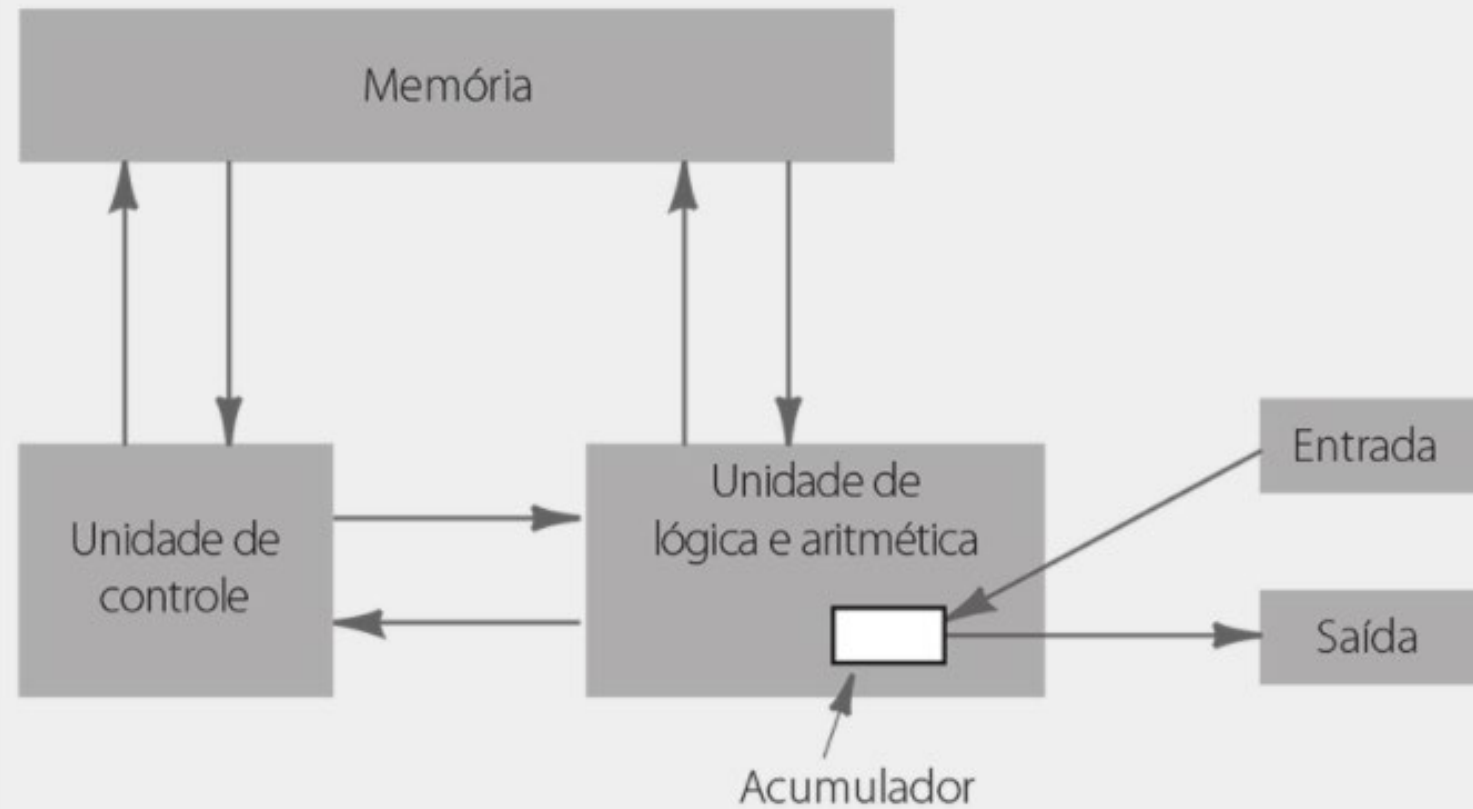 Memória
Unidade de
controle
Unidade de
lógica e aritmética
Entrada
Saída
Acumulador